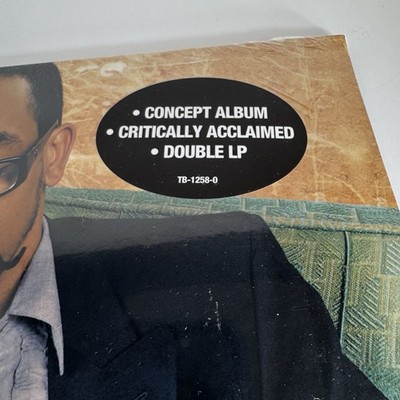 • CONCEPT ALBUM
• CRITICALLY ACCLAIMED
• DOUBLE LP
TB-1258-0